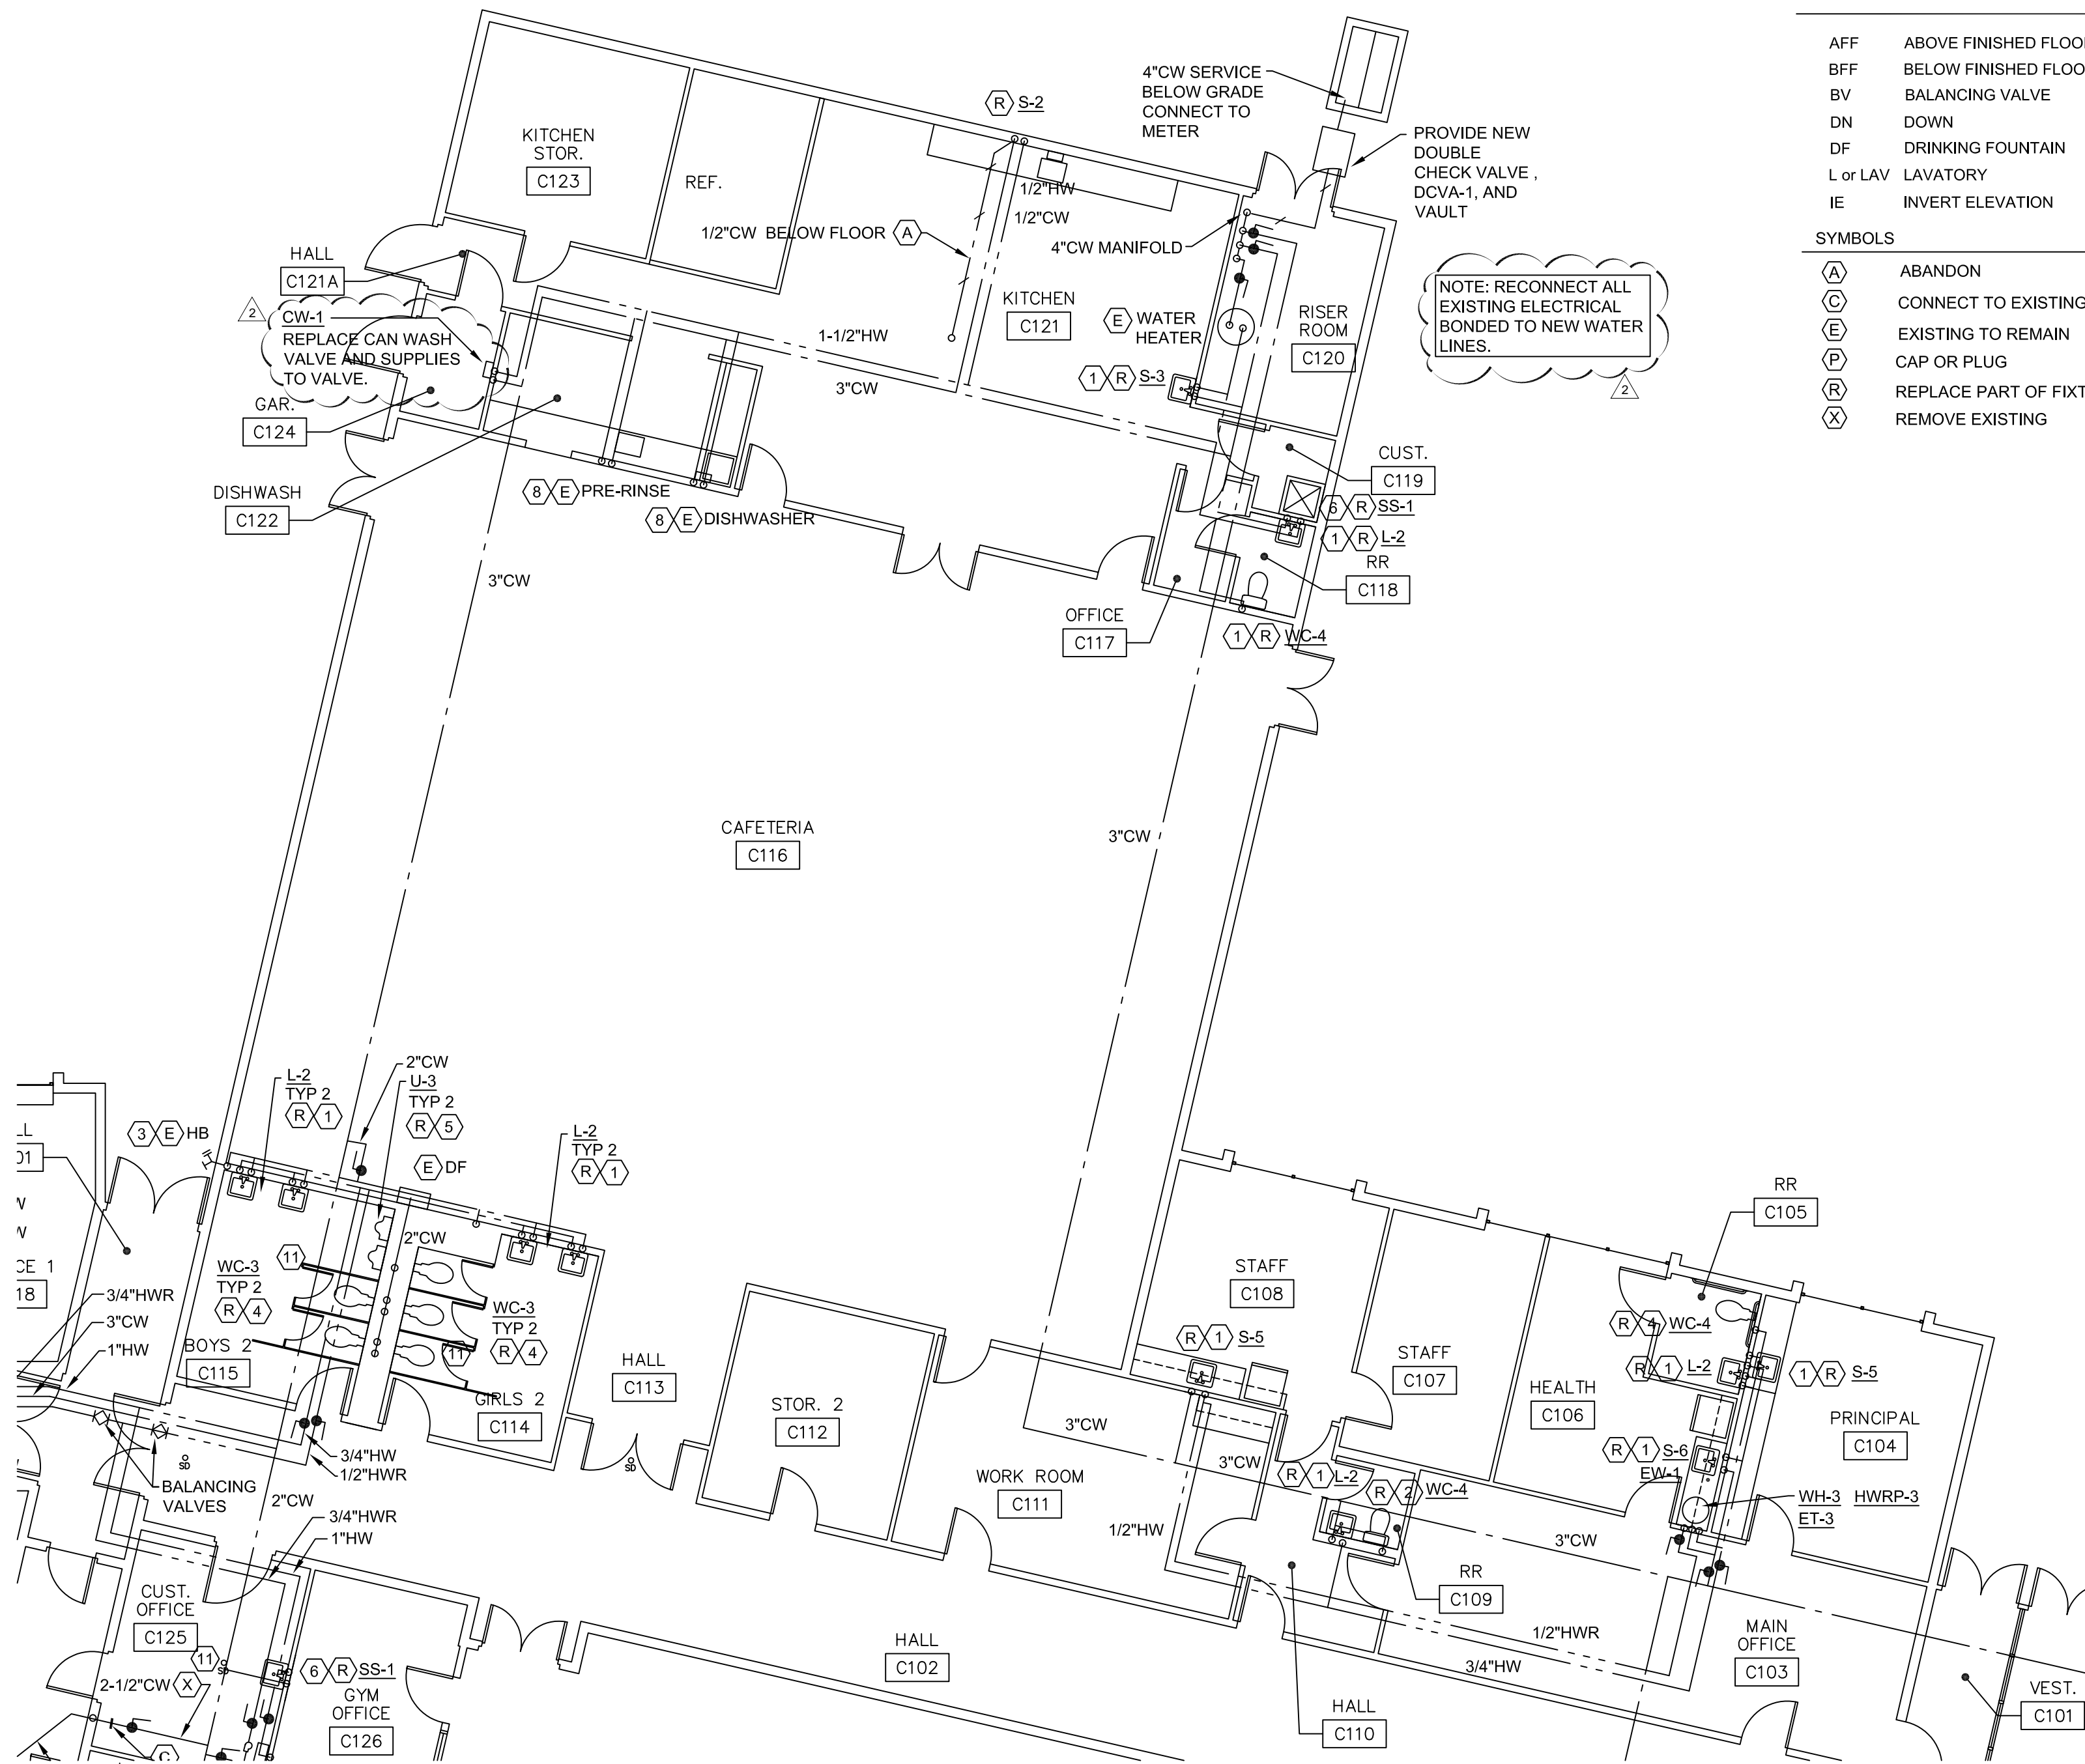 AFF ABOVE FINISHED FLOO
BFF BELOW FINISHED FLOO
BV BALANCING VALVE
DN DOWN
DF DRINKING FOUNTAIN
L or LAV LAVATORY
IE INVERT ELEVATION
SYMBOLS
A ABANDON
C CONNECT TO EXISTING
E EXISTING TO REMAIN
P CAP OR PLUG
R REPLACE PART OF FIXT
X REMOVE EXISTING
4"CW SERVICE
BELOW GRADE
CONNECT TO
METER
PROVIDE NEW
DOUBLE
CHECK VALVE ,
DCVA-1, AND
VAULT
R S-2
KITCHEN
STOR.
C123
REF.
1/2"HW
1/2"CW
1/2"CW BELOW FLOOR A
4"CW MANIFOLD
HALL
C121A
2
CW-1
REPLACE CAN WASH
VALVE AND SUPPLIES
TO VALVE.
KITCHEN
C121
E WATER
HEATER
RISER
ROOM
C120
NOTE: RECONNECT ALL
EXISTING ELECTRICAL
BONDED TO NEW WATER
LINES.
2
1-1/2"HW
3"CW
1 R S-3
GAR.
C124
DISHWASH
C122
8 E PRE-RINSE
8 E DISHWASHER
CUST.
C119
6 R SS-1
1 R L-2
RR
C118
3"CW
OFFICE
C117
1 R WC-4
CAFETERIA
C116
3"CW
2"CW
L-2
TYP 2
R 1
U-3
TYP 2
R 5
3 E HB
E DF
L-2
TYP 2
R 1
LL
01
W
W
CE 1
18
RR
C105
2"CW
11
WC-3
TYP 2
R 4
STAFF
C108
3/4"HWR
3"CW
1"HW
WC-3
TYP 2
R 4
11
BOYS 2
C115
GIRLS 2
C114
HALL
C113
R 1 S-5
STAFF
C107
R 4 WC-4
R 1 L-2
1 R S-5
HEALTH
C106
STOR. 2
C112
3"CW
PRINCIPAL
C104
3/4"HW
1/2"HWR
SD
SD
BALANCING
VALVES
2"CW
WORK ROOM
C111
3"CW
R 1 L-2
R 2 WC-4
R 1 S-6
EW-1
WH-3 HWRP-3
ET-3
3/4"HWR
1"HW
1/2"HW
3"CW
CUST.
OFFICE
C125
RR
C109
1/2"HWR
3/4"HW
MAIN
OFFICE
C103
HALL
C102
11
SD
6 R SS-1
2-1/2"CW X
GYM
OFFICE
C126
HALL
C110
VEST.
C101
C